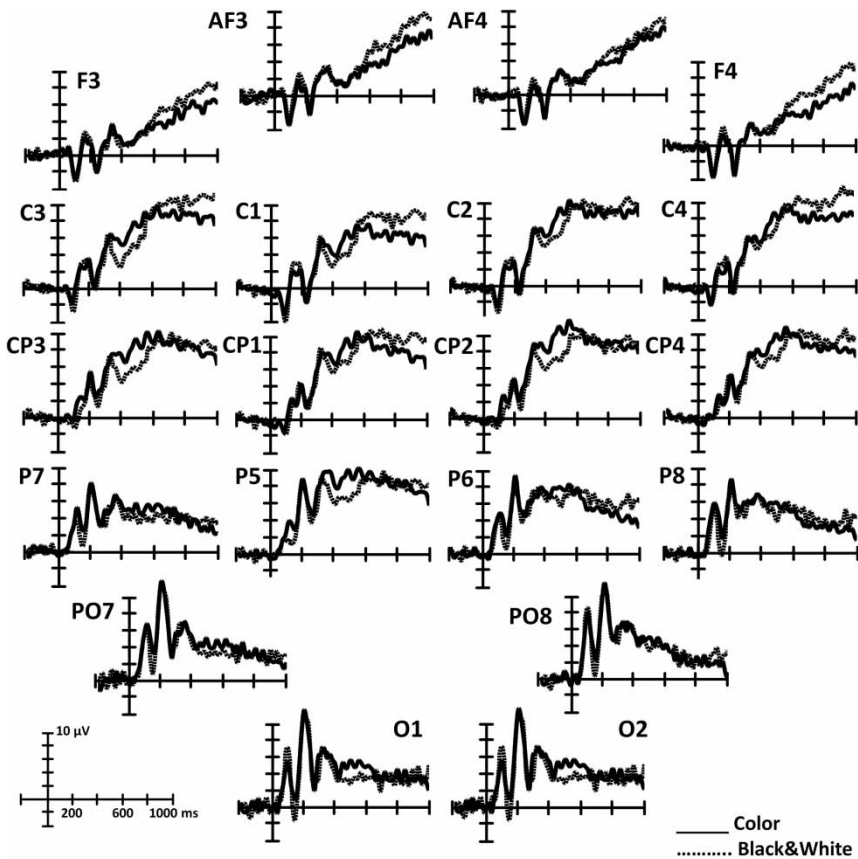 AF3 AF4
F3 F4
C3 C1 C2 C4
CP3 CP1 CP2 CP4
P7 P5 P6 P8
PO7 PO8
10 µV
O1 O2
200 600 1000 ms
Color
Black&White